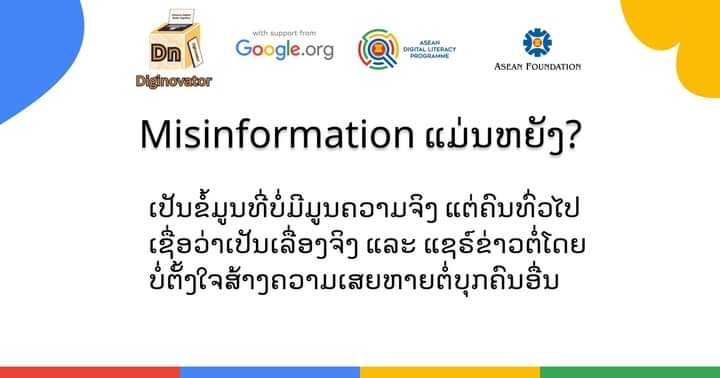 Dn
Diginovator
with support from
Google.org
ASEAN
DIGITAL LITERACY
PROGRAMME
ASEAN FOUNDATION
Misinformation ແມ່ນຫຍັງ?
ເປັນຂໍ້ມູນທີ່ບໍ່ມີມູນຄວາມຈິງ ແຕ່ຄົນທົ່ວໄປ
ເຊື່ອວ່າເປັນເລື່ອງຈິງ ແລະ ແຊຣ໌ຂ່າວຕໍ່ໂດຍ
ບໍ່ຕັ້ງໃຈສ້າງຄວາມເສຍຫາຍຕໍ່ບຸກຄົນອື່ນ